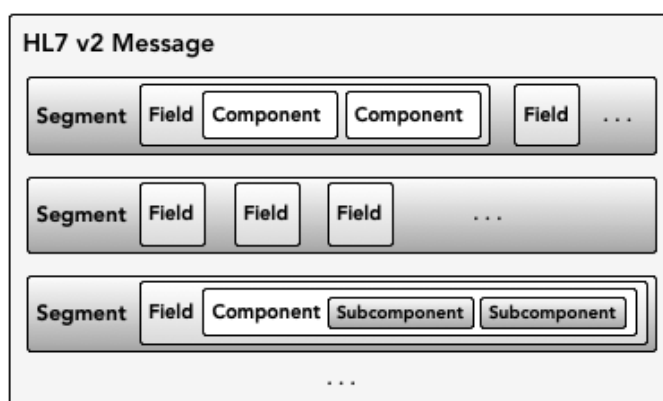 HL7 v2 Message
Segment Field Component Component Field ...
Segment Field Field Field ...
Segment Field Component Subcomponent Subcomponent
...